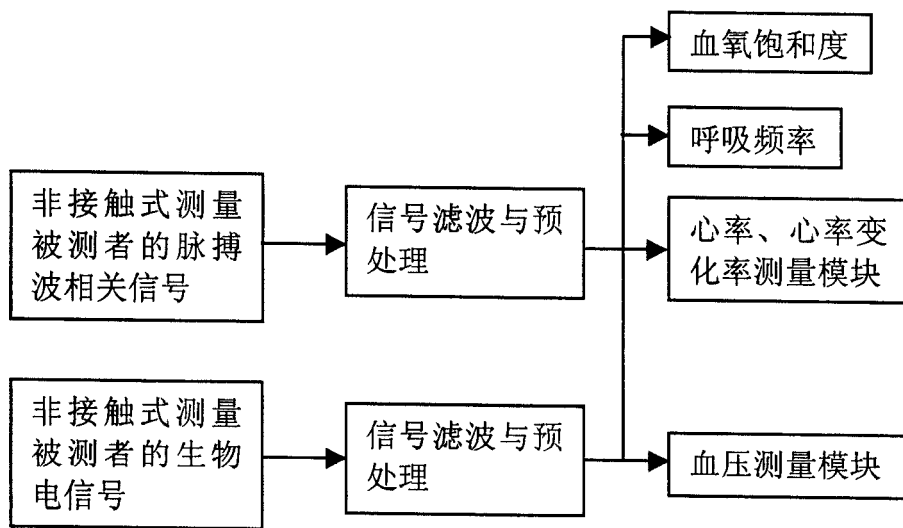 血氧饱和度
呼吸频率
非接触式测量
被测者的脉搏
波相关信号
信号滤波与预
处理
心率、心率变
化率测量模块
非接触式测量
被测者的生物
电信号
信号滤波与预
处理
血压测量模块